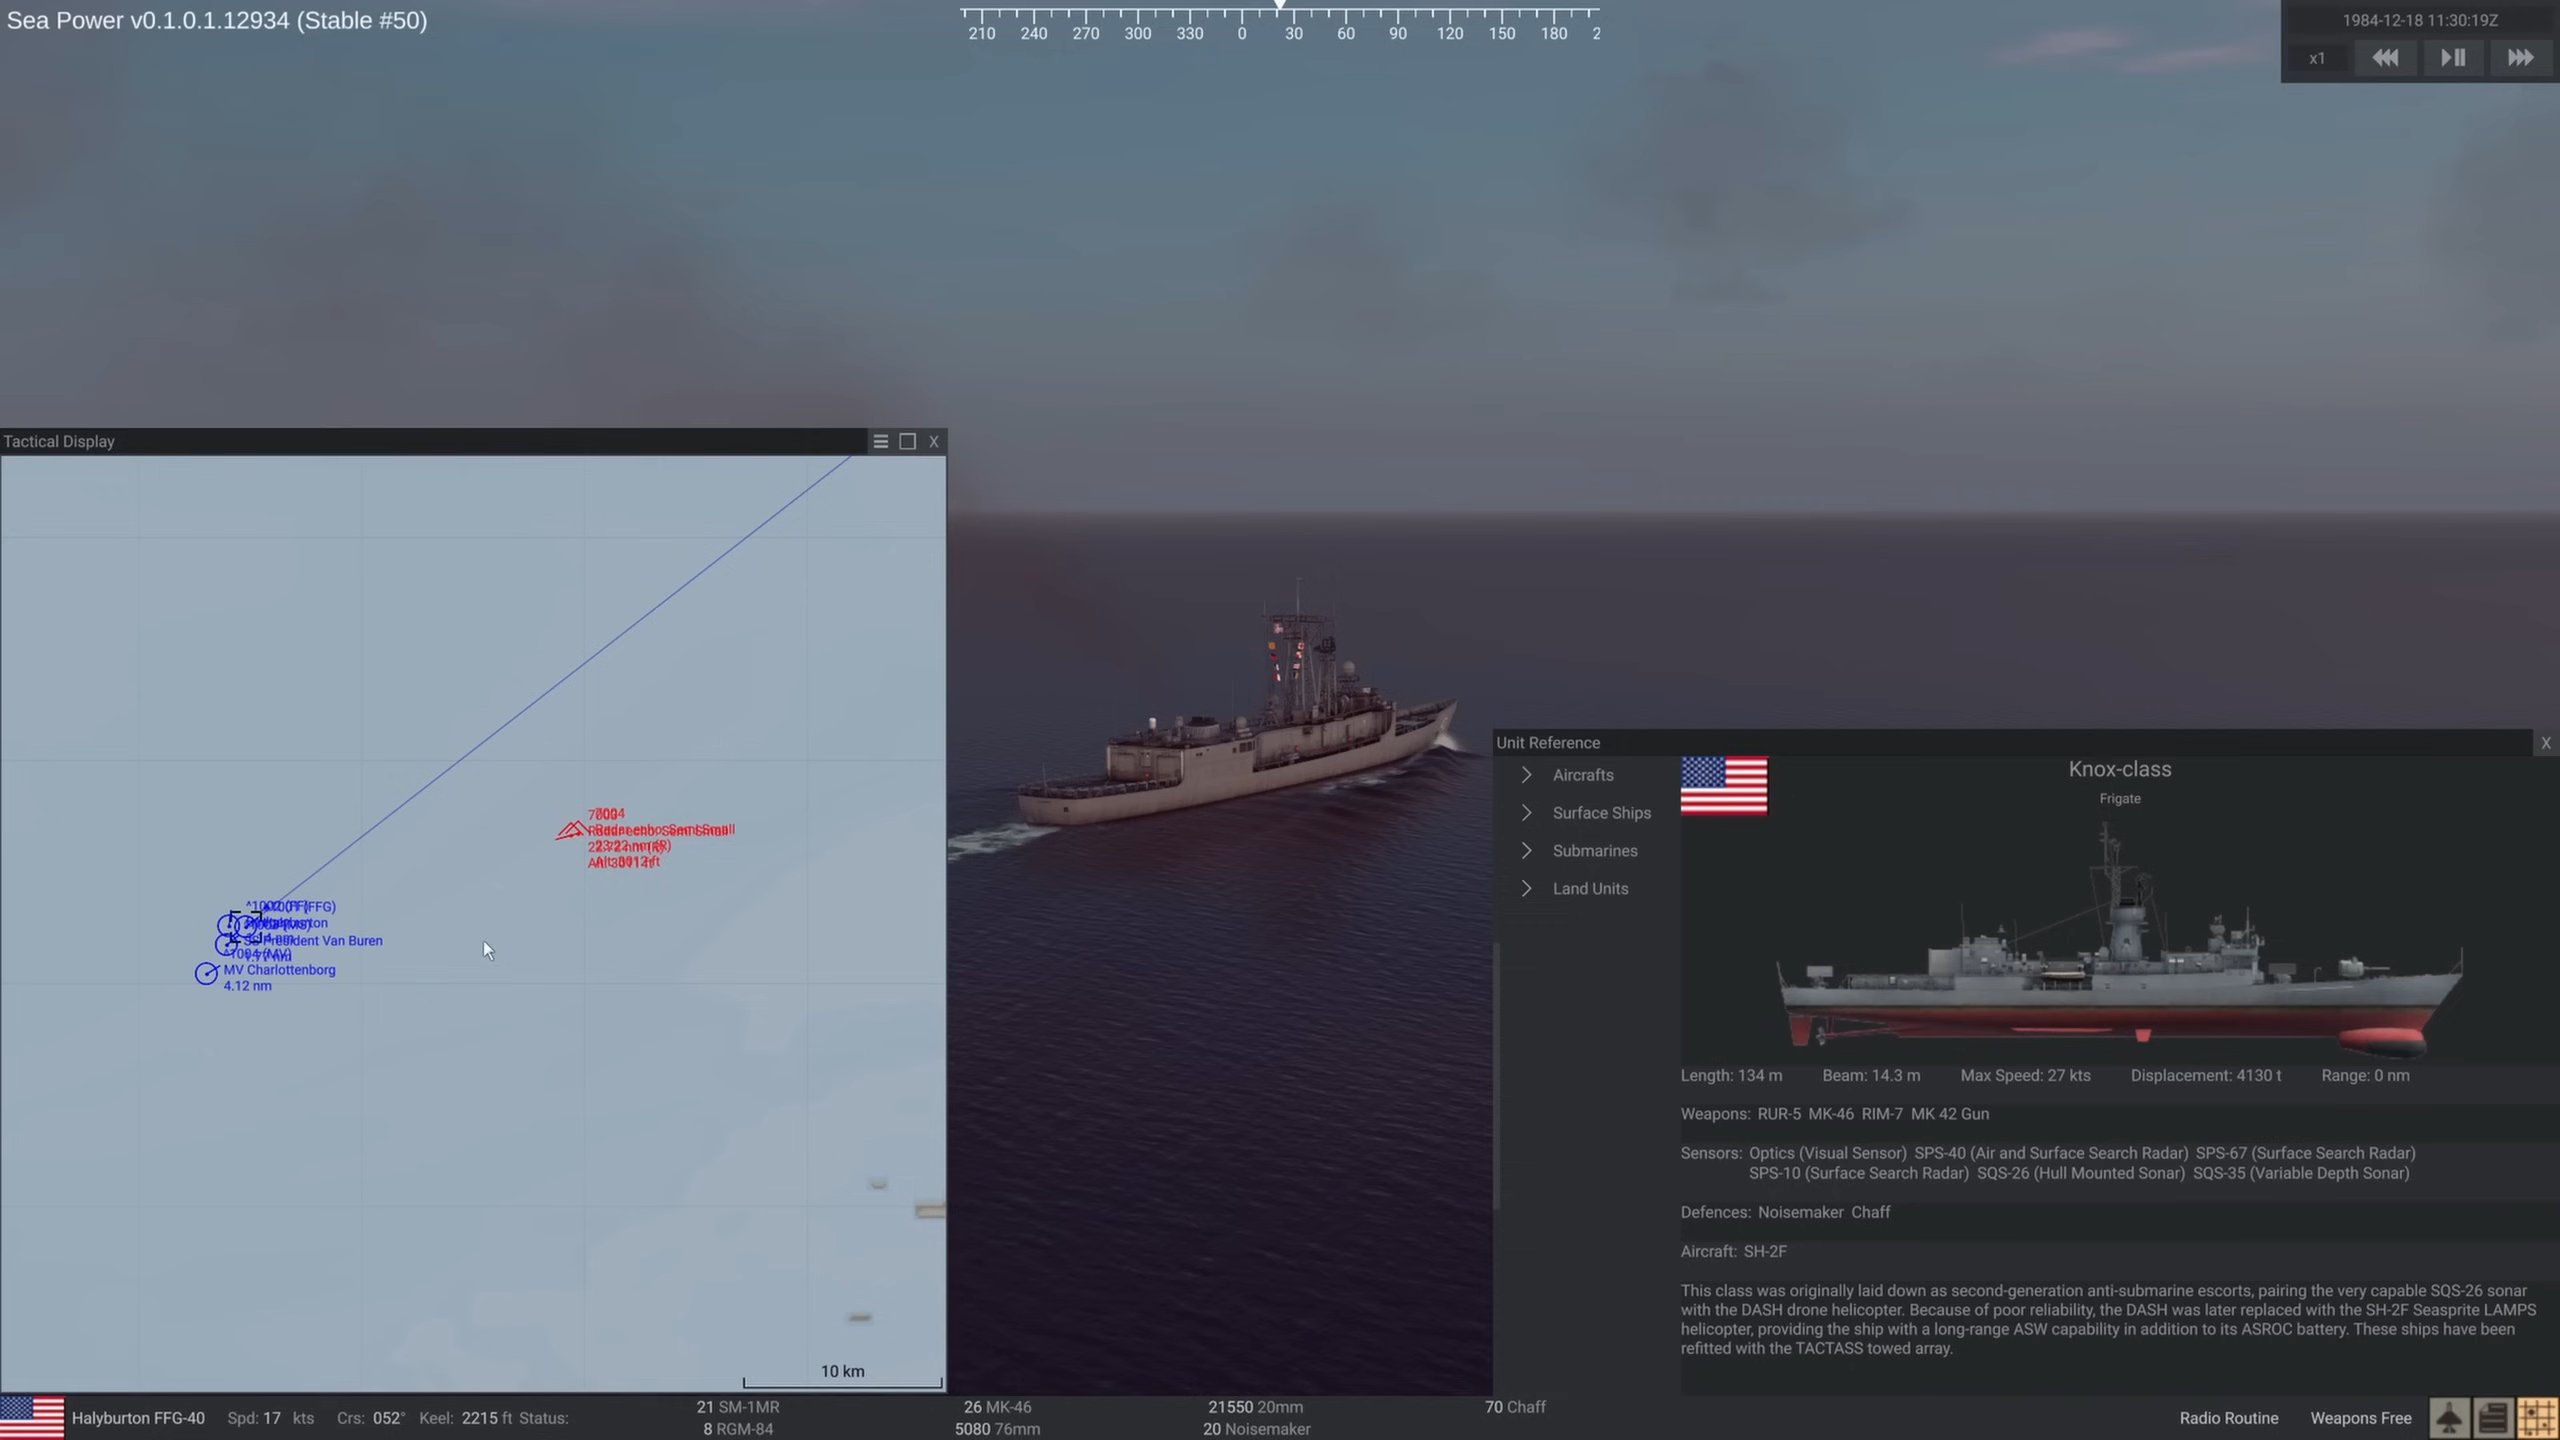 Sea Power v0.1.0.1.12934 (Stable #50)
210 240 270 300 330 0 30 60 90 120 150 180 2
1984-12-18 11:30:19Z
x1
Tactical Display X
SS President Van Buren
MV Charlottenborg
4.12 nm
10 km
Unit Reference X
Aircrafts
Surface Ships
Submarines
Land Units
Knox-class
Frigate
Length: 134 m Beam: 14.3 m Max Speed: 27 kts Displacement: 4130 t Range: 0 nm
Weapons: RUR-5 MK-46 RIM-7 MK 42 Gun
Sensors: Optics (Visual Sensor) SPS-40 (Air and Surface Search Radar) SPS-67 (Surface Search Radar)
SPS-10 (Surface Search Radar) SQS-26 (Hull Mounted Sonar) SQS-35 (Variable Depth Sonar)
Defences: Noisemaker Chaff
Aircraft: SH-2F
This class was originally laid down as second-generation anti-submarine escorts, pairing the very capable SQS-26 sonar
with the DASH drone helicopter. Because of poor reliability, the DASH was later replaced with the SH-2F Seasprite LAMPS
helicopter, providing the ship with a long-range ASW capability in addition to its ASROC battery. These ships have been
refitted with the TACTASS towed array.
Halyburton FFG-40 Spd: 17 kts Crs: 052° Keel: 2215 ft Status:
21 SM-1MR 26 MK-46 21550 20mm 70 Chaff
8 RGM-84 5080 76mm 20 Noisemaker
Radio Routine Weapons Free